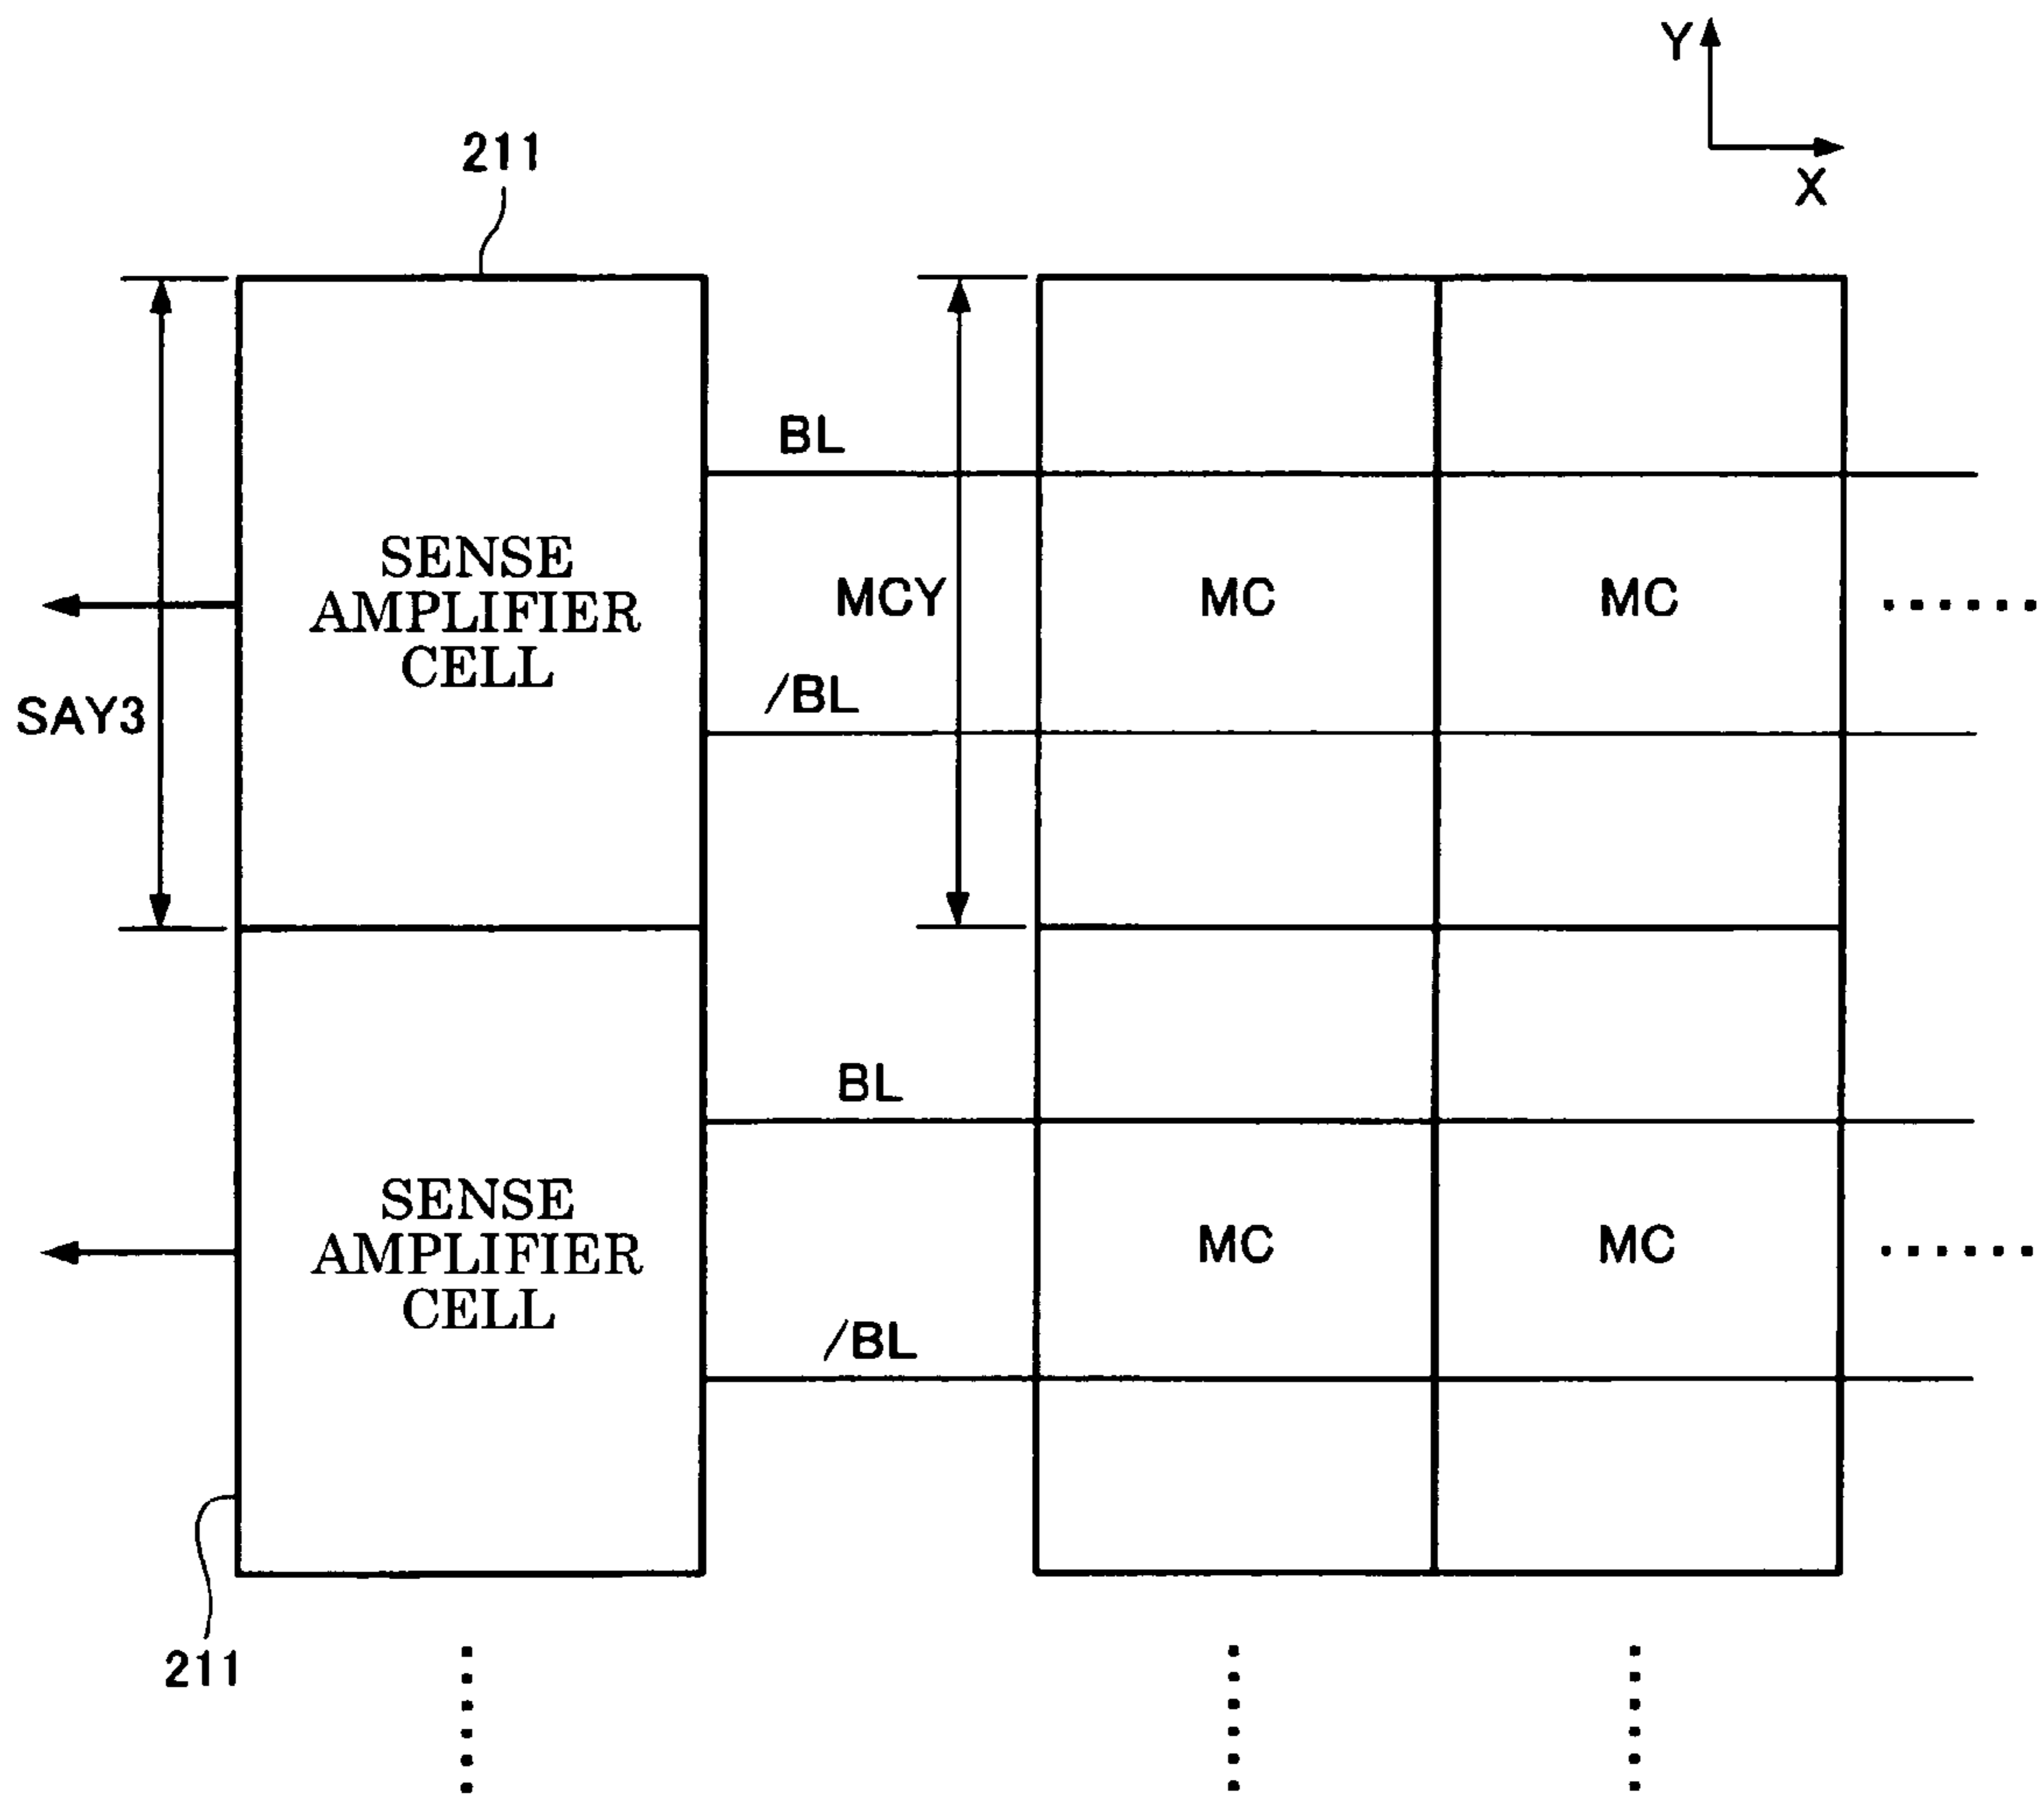 Y
X
211
BL
SENSE
AMPLIFIER
CELL
MCY
MC
MC
......
/BL
SAY3
BL
SENSE
AMPLIFIER
CELL
MC
MC
......
/BL
211